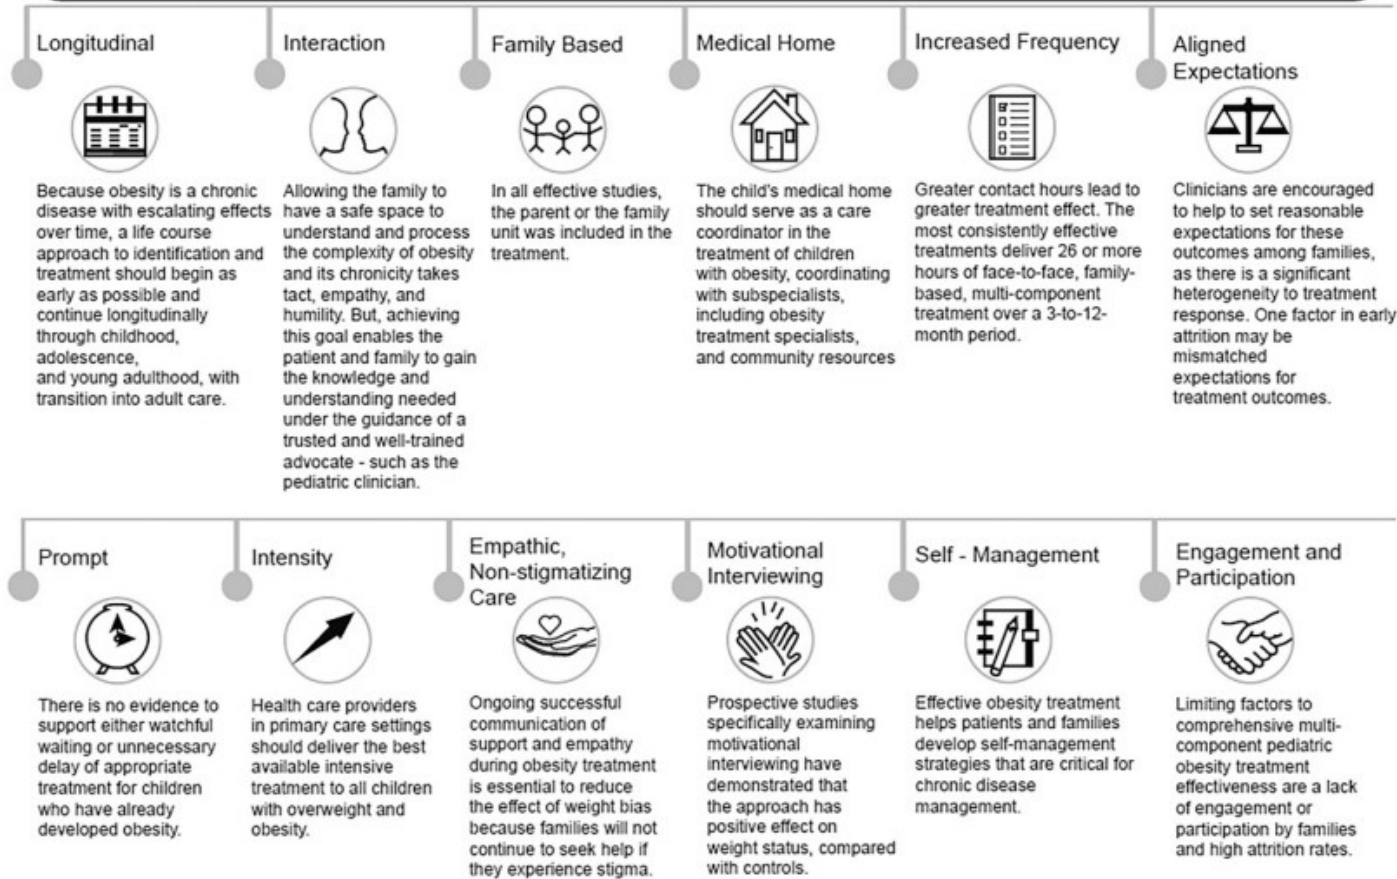 Longitudinal
Because obesity is a chronic
disease with escalating effects
over time, a life course
approach to identification and
treatment should begin as
early as possible and
continue longitudinally
through childhood,
adolescence,
and young adulthood, with
transition into adult care.
Interaction
Allowing the family to
have a safe space to
understand and process
the complexity of obesity
and its chronicity takes
tact, empathy, and
humility. But, achieving
this goal enables the
patient and family to gain
the knowledge and
understanding needed
under the guidance of a
trusted and well-trained
advocate - such as the
pediatric clinician.
Family Based
In all effective studies,
the parent or the family
unit was included in the
treatment.
Medical Home
The child's medical home
should serve as a care
coordinator in the
treatment of children
with obesity, coordinating
with subspecialists,
including obesity
treatment specialists,
and community resources
Increased Frequency
Greater contact hours lead to
greater treatment effect. The
most consistently effective
treatments deliver 26 or more
hours of face-to-face, family-
based, multi-component
treatment over a 3-to-12-
month period.
Aligned
Expectations
Clinicians are encouraged
to help to set reasonable
expectations for these
outcomes among families,
as there is a significant
heterogeneity to treatment
response. One factor in early
attrition may be
mismatched
expectations for
treatment outcomes.
Prompt
There is no evidence to
support either watchful
waiting or unnecessary
delay of appropriate
treatment for children
who have already
developed obesity.
Intensity
Health care providers
in primary care settings
should deliver the best
available intensive
treatment to all children
with overweight and
obesity.
Empathic,
Non-stigmatizing
Care
Ongoing successful
communication of
support and empathy
during obesity treatment
is essential to reduce
the effect of weight bias
because families will not
continue to seek help if
they experience stigma.
Motivational
Interviewing
Prospective studies
specifically examining
motivational
interviewing have
demonstrated that
the approach has
positive effect on
weight status, compared
with controls.
Self - Management
Effective obesity treatment
helps patients and families
develop self-management
strategies that are critical for
chronic disease
management.
Engagement and
Participation
Limiting factors to
comprehensive multi-
component pediatric
obesity treatment
effectiveness are a lack
of engagement or
participation by families
and high attrition rates.